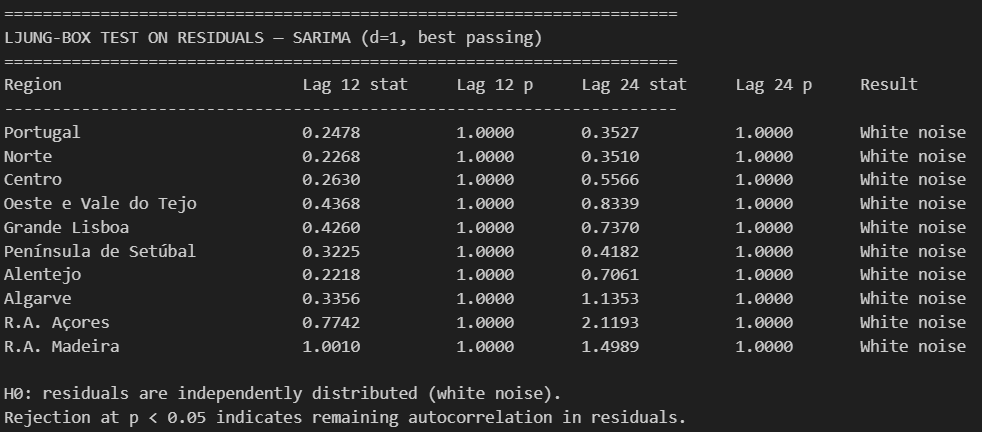 ======================================================================
LJUNG-BOX TEST ON RESIDUALS — SARIMA (d=1, best passing)
======================================================================
Region                         Lag 12 stat     Lag 12 p    Lag 24 stat     Lag 24 p     Result
----------------------------------------------------------------------
Portugal                       0.2478          1.0000       0.3527          1.0000       White noise
Norte                          0.2268          1.0000       0.3510          1.0000       White noise
Centro                         0.2630          1.0000       0.5566          1.0000       White noise
Oeste e Vale do Tejo           0.4368          1.0000       0.8339          1.0000       White noise
Grande Lisboa                  0.4260          1.0000       0.7370          1.0000       White noise
Península de Setúbal           0.3225          1.0000       0.4182          1.0000       White noise
Alentejo                       0.2218          1.0000       0.7061          1.0000       White noise
Algarve                        0.3356          1.0000       1.1353          1.0000       White noise
R.A. Açores                    0.7742          1.0000       2.1193          1.0000       White noise
R.A. Madeira                   1.0010          1.0000       1.4989          1.0000       White noise
H0: residuals are independently distributed (white noise).
Rejection at p < 0.05 indicates remaining autocorrelation in residuals.